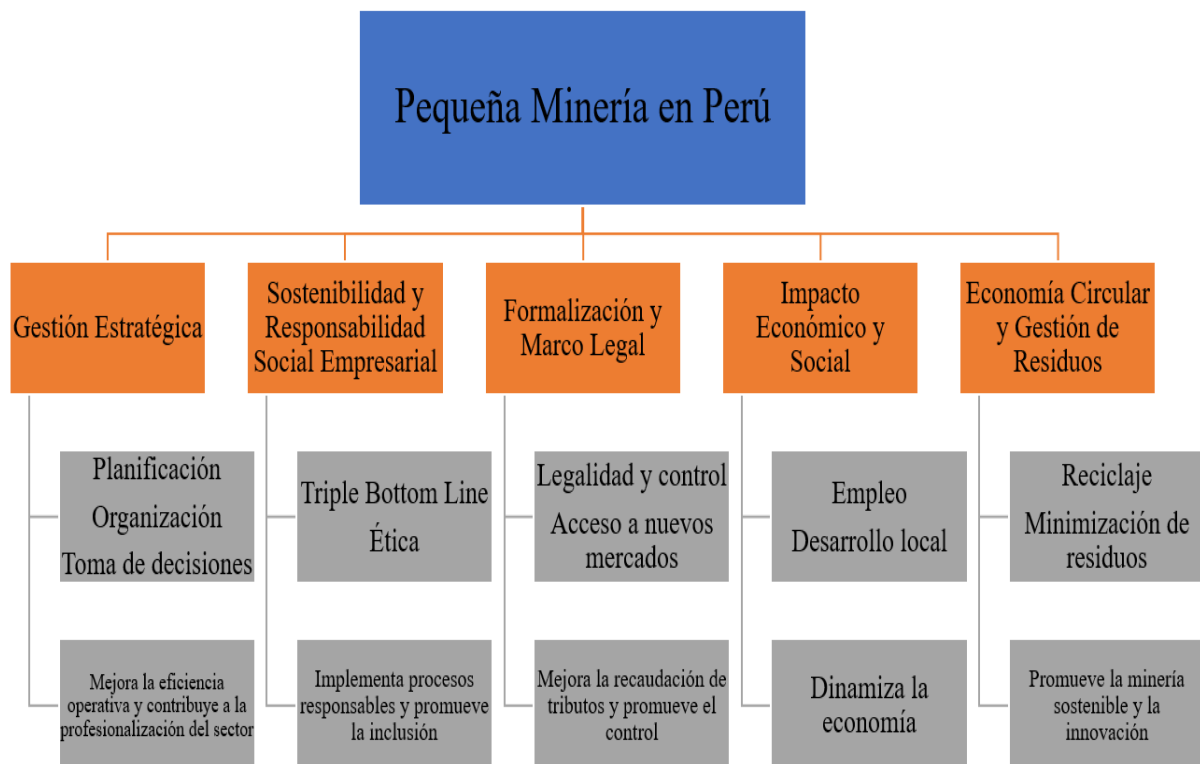 Pequeña Minería en Perú
Gestión Estratégica
Sostenibilidad y
Responsabilidad
Social Empresarial
Formalización y
Marco Legal
Impacto
Económico y
Social
Economía Circular
y Gestión de
Residuos
Planificación
Organización
Toma de decisiones
Triple Bottom Line
Ética
Legalidad y control
Acceso a nuevos
mercados
Empleo
Desarrollo local
Reciclaje
Minimización de
residuos
Mejora la eficiencia
operativa y contribuye a la
profesionalización del sector
Implementa procesos
responsables y promueve
la inclusión
Mejora la recaudación de
tributos y promueve el
control
Dinamiza la
economía
Promueve la minería
sostenible y la
innovación